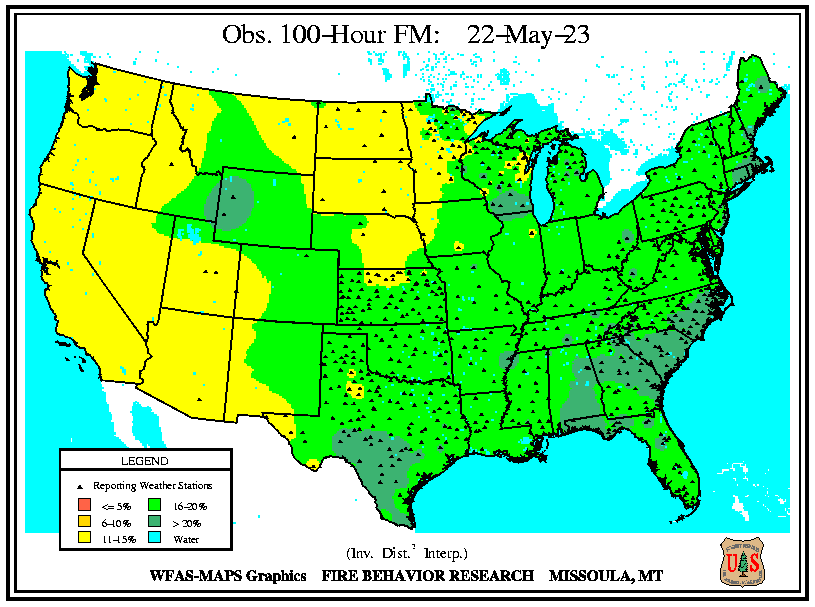 Obs. 100-Hour FM: 22-May-23
LEGEND
Reporting Weather Stations
<= 5% 16-20%
6-10% > 20%
11-15% Water
(Inv. Dist.² Interp.)
WFAS-MAPS Graphics FIRE BEHAVIOR RESEARCH MISSOULA, MT
U S